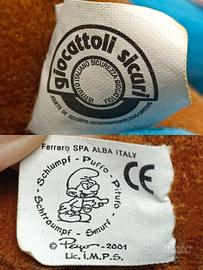 giocattoli sicuri
ISTITUTO ITALIANO SICUREZZA GIOCATTOLI
Ferrero SPA ALBA ITALY
CE
Schlumpf - Puffo - Pitufo -
Schtroumpf - Smurf -
© Peyo - 2001
Lic. I.M.P.S.